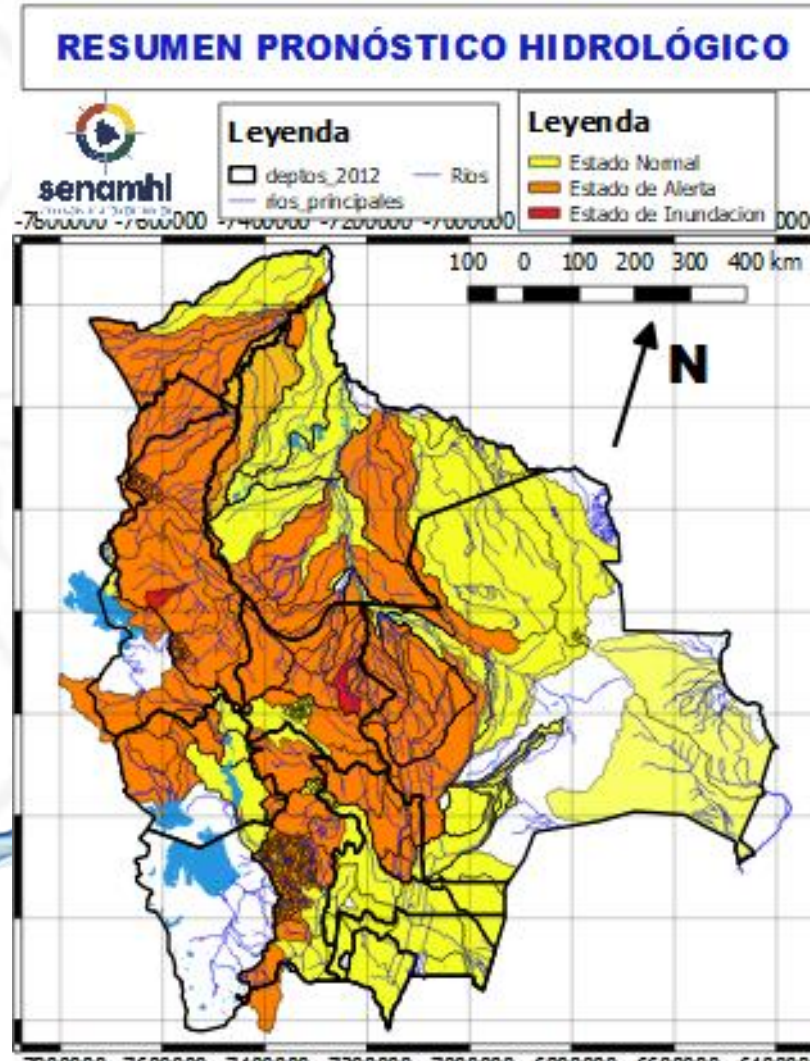 RESUMEN PRONÓSTICO HIDROLÓGICO
senamhI
Leyenda
deptos_2012
Rios
rios_principales
Leyenda
Estado Normal
Estado de Alerta
Estado de Inundacion
100 0 100 200 300 400 km
N